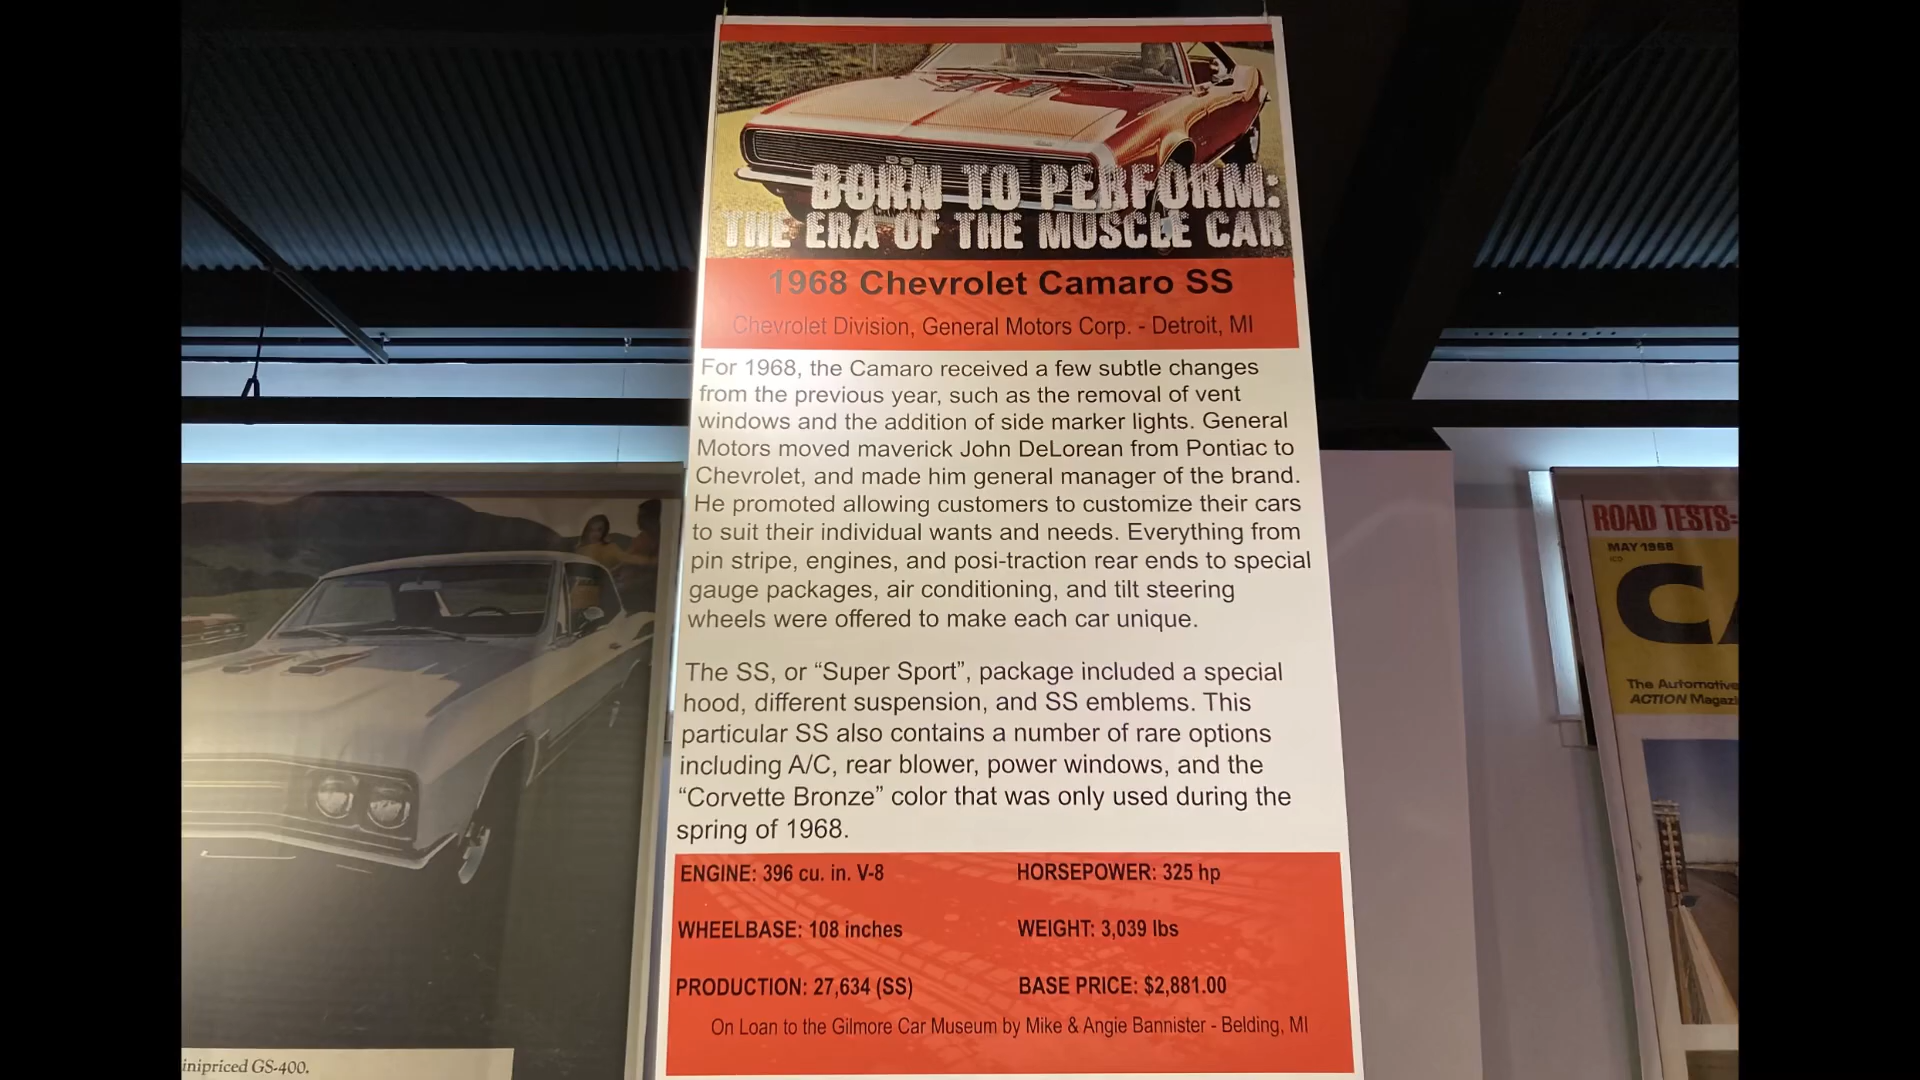 BORN TO PERFORM:
THE ERA OF THE MUSCLE CAR
1968 Chevrolet Camaro SS
Chevrolet Division, General Motors Corp. - Detroit, MI
For 1968, the Camaro received a few subtle changes
from the previous year, such as the removal of vent
windows and the addition of side marker lights. General
Motors moved maverick John DeLorean from Pontiac to
Chevrolet, and made him general manager of the brand.
He promoted allowing customers to customize their cars
to suit their individual wants and needs. Everything from
pin stripe, engines, and posi-traction rear ends to special
gauge packages, air conditioning, and tilt steering
wheels were offered to make each car unique.
The SS, or “Super Sport”, package included a special
hood, different suspension, and SS emblems. This
particular SS also contains a number of rare options
including A/C, rear blower, power windows, and the
“Corvette Bronze” color that was only used during the
spring of 1968.
ENGINE: 396 cu. in. V-8
HORSEPOWER: 325 hp
WHEELBASE: 108 inches
WEIGHT: 3,039 lbs
PRODUCTION: 27,634 (SS)
BASE PRICE: $2,881.00
On Loan to the Gilmore Car Museum by Mike & Angie Bannister - Belding, MI
inipriced GS-400.
ROAD TESTS:
MAY 1968
CA
The Automotive
ACTION Magazi